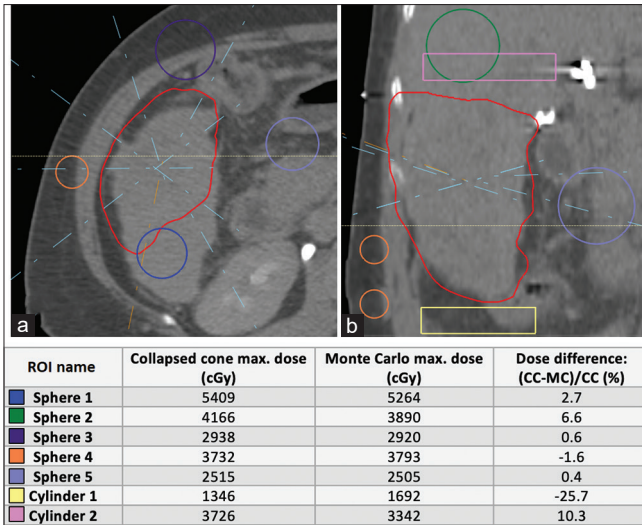 a
b
ROI name Collapsed cone max. dose (cGy) Monte Carlo max. dose (cGy) Dose difference: (CC-MC)/CC (%)
Sphere 1 5409 5264 2.7
Sphere 2 4166 3890 6.6
Sphere 3 2938 2920 0.6
Sphere 4 3732 3793 -1.6
Sphere 5 2515 2505 0.4
Cylinder 1 1346 1692 -25.7
Cylinder 2 3726 3342 10.3